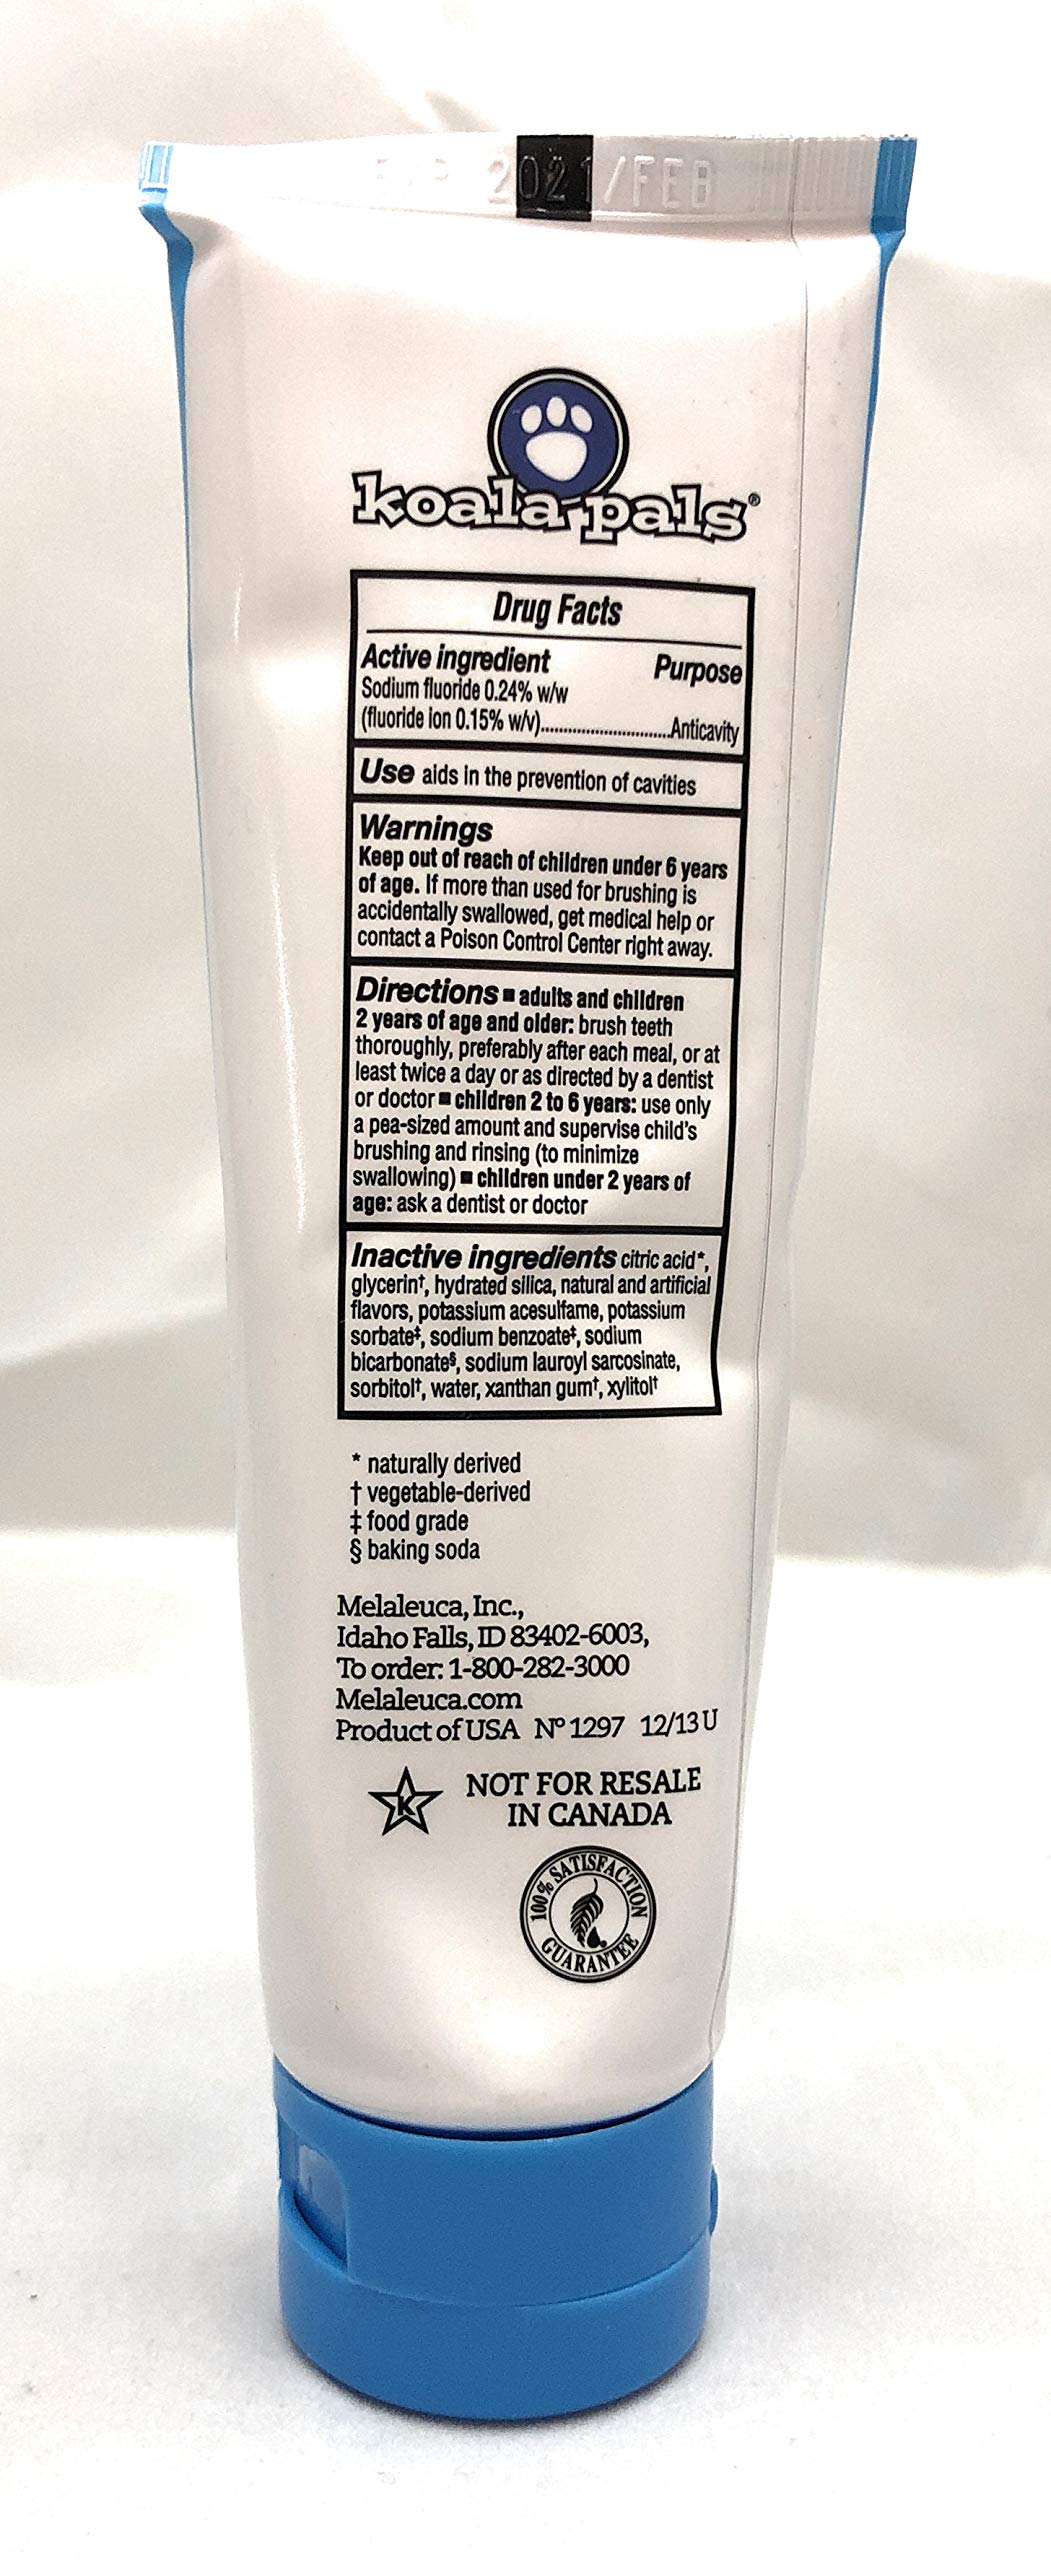 EXP 2021/FEB
koala pals®
Drug Facts
Active ingredient Purpose
Sodium fluoride 0.24% w/w
(fluoride ion 0.15% w/v)..............................Anticavity
Use aids in the prevention of cavities
Warnings
Keep out of reach of children under 6 years
of age. If more than used for brushing is
accidentally swallowed, get medical help or
contact a Poison Control Center right away.
Directions ■ adults and children
2 years of age and older: brush teeth
thoroughly, preferably after each meal, or at
least twice a day or as directed by a dentist
or doctor ■ children 2 to 6 years: use only
a pea-sized amount and supervise child's
brushing and rinsing (to minimize
swallowing) ■ children under 2 years of
age: ask a dentist or doctor
Inactive ingredients citric acid*,
glycerin†, hydrated silica, natural and artificial
flavors, potassium acesulfame, potassium
sorbate‡, sodium benzoate‡, sodium
bicarbonate§, sodium lauroyl sarcosinate,
sorbitol†, water, xanthan gum†, xylitol†
* naturally derived
† vegetable-derived
‡ food grade
§ baking soda
Melaleuca, Inc.,
Idaho Falls, ID 83402-6003,
To order: 1-800-282-3000
Melaleuca.com
Product of USA Nº 1297 12/13 U
K
NOT FOR RESALE
IN CANADA
100% SATISFACTION
GUARANTEE